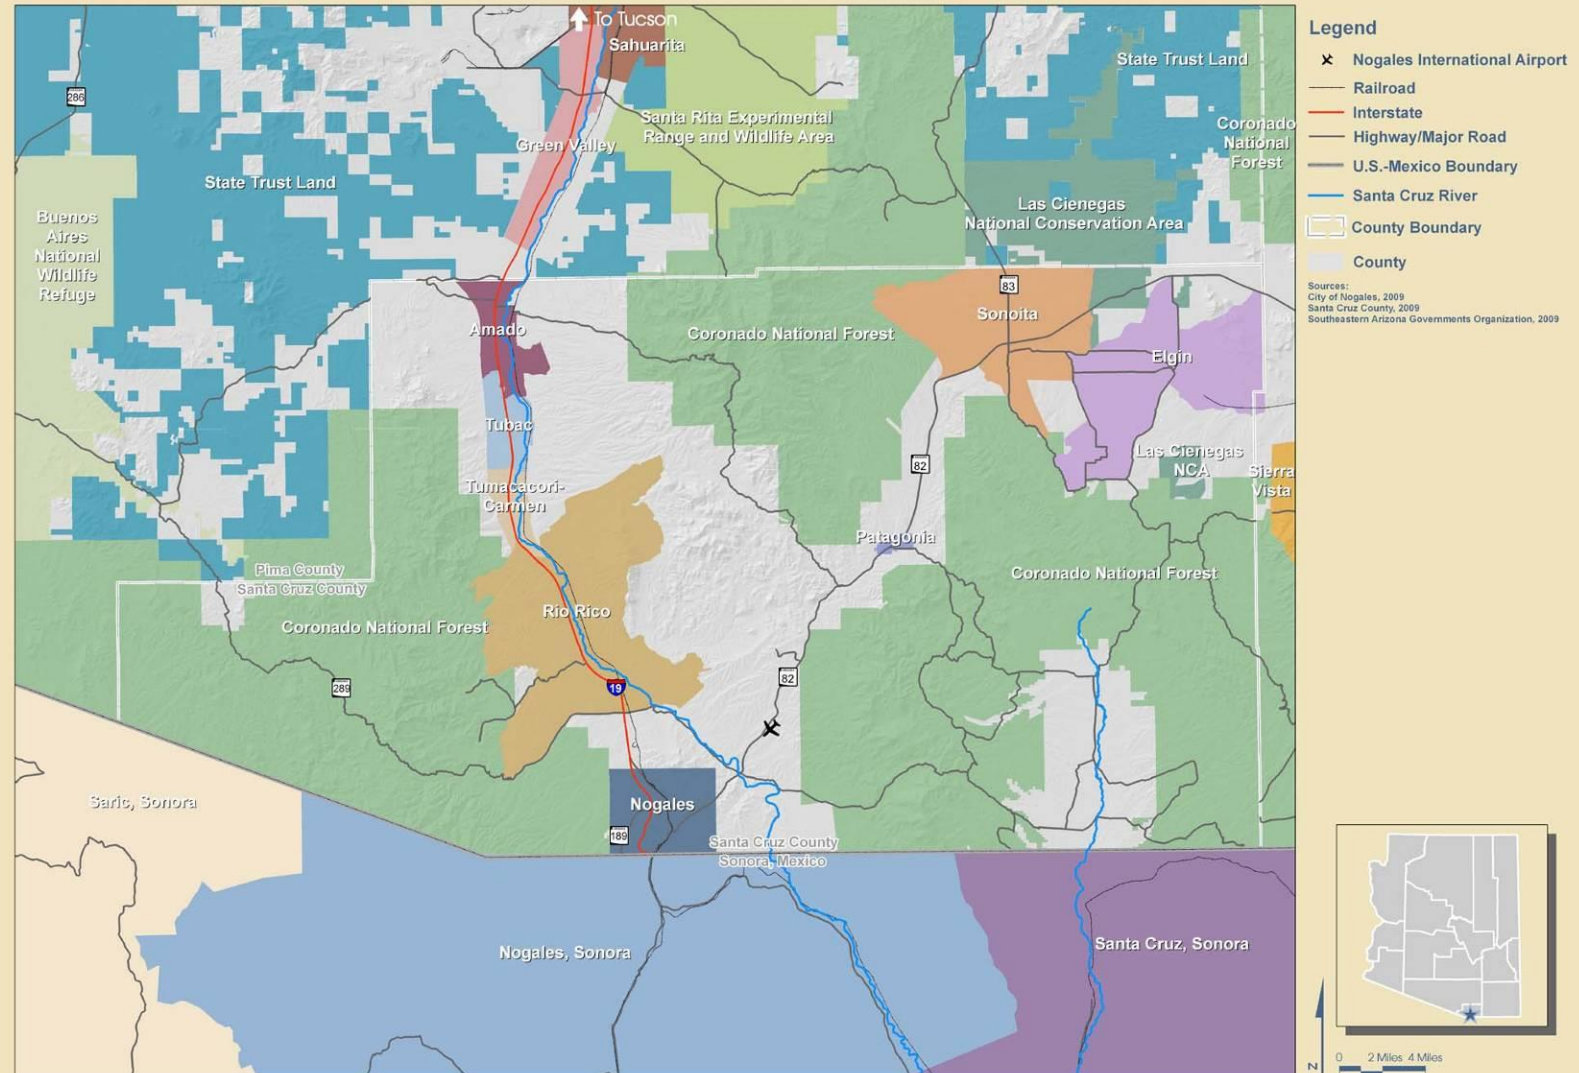 To Tucson
Sahuarita
State Trust Land
286
Santa Rita Experimental
Range and Wildlife Area
Green Valley
Coronado
National
Forest
State Trust Land
Buenos
Aires
National
Wildlife
Refuge
Las Cienegas
National Conservation Area
83
Sonoita
Amado
Coronado National Forest
Elgin
Tubac
Las Cienegas
NCA
82
Sierra
Vista
Tumacacori-
Carmen
Patagonia
Pima County
Santa Cruz County
Coronado National Forest
Rio Rico
Coronado National Forest
289
19
82
Saric, Sonora
Nogales
189
Santa Cruz County
Sonora, Mexico
Nogales, Sonora
Santa Cruz, Sonora
Legend
Nogales International Airport
Railroad
Interstate
Highway/Major Road
U.S.-Mexico Boundary
Santa Cruz River
County Boundary
County
Sources:
City of Nogales, 2009
Santa Cruz County, 2009
Southeastern Arizona Governments Organization, 2009
N
0 2 Miles 4 Miles